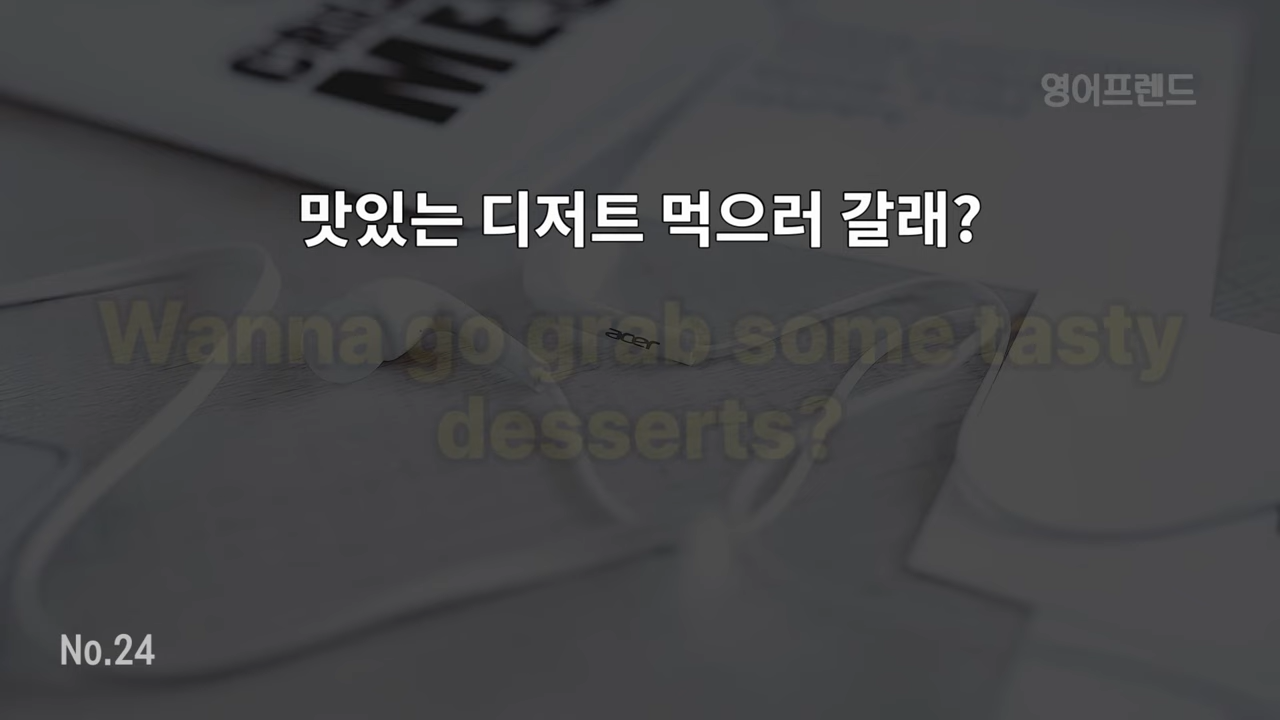 영어프렌드
맛있는 디저트 먹으러 갈래?
Wanna go grab some tasty
desserts?
acer
No.24